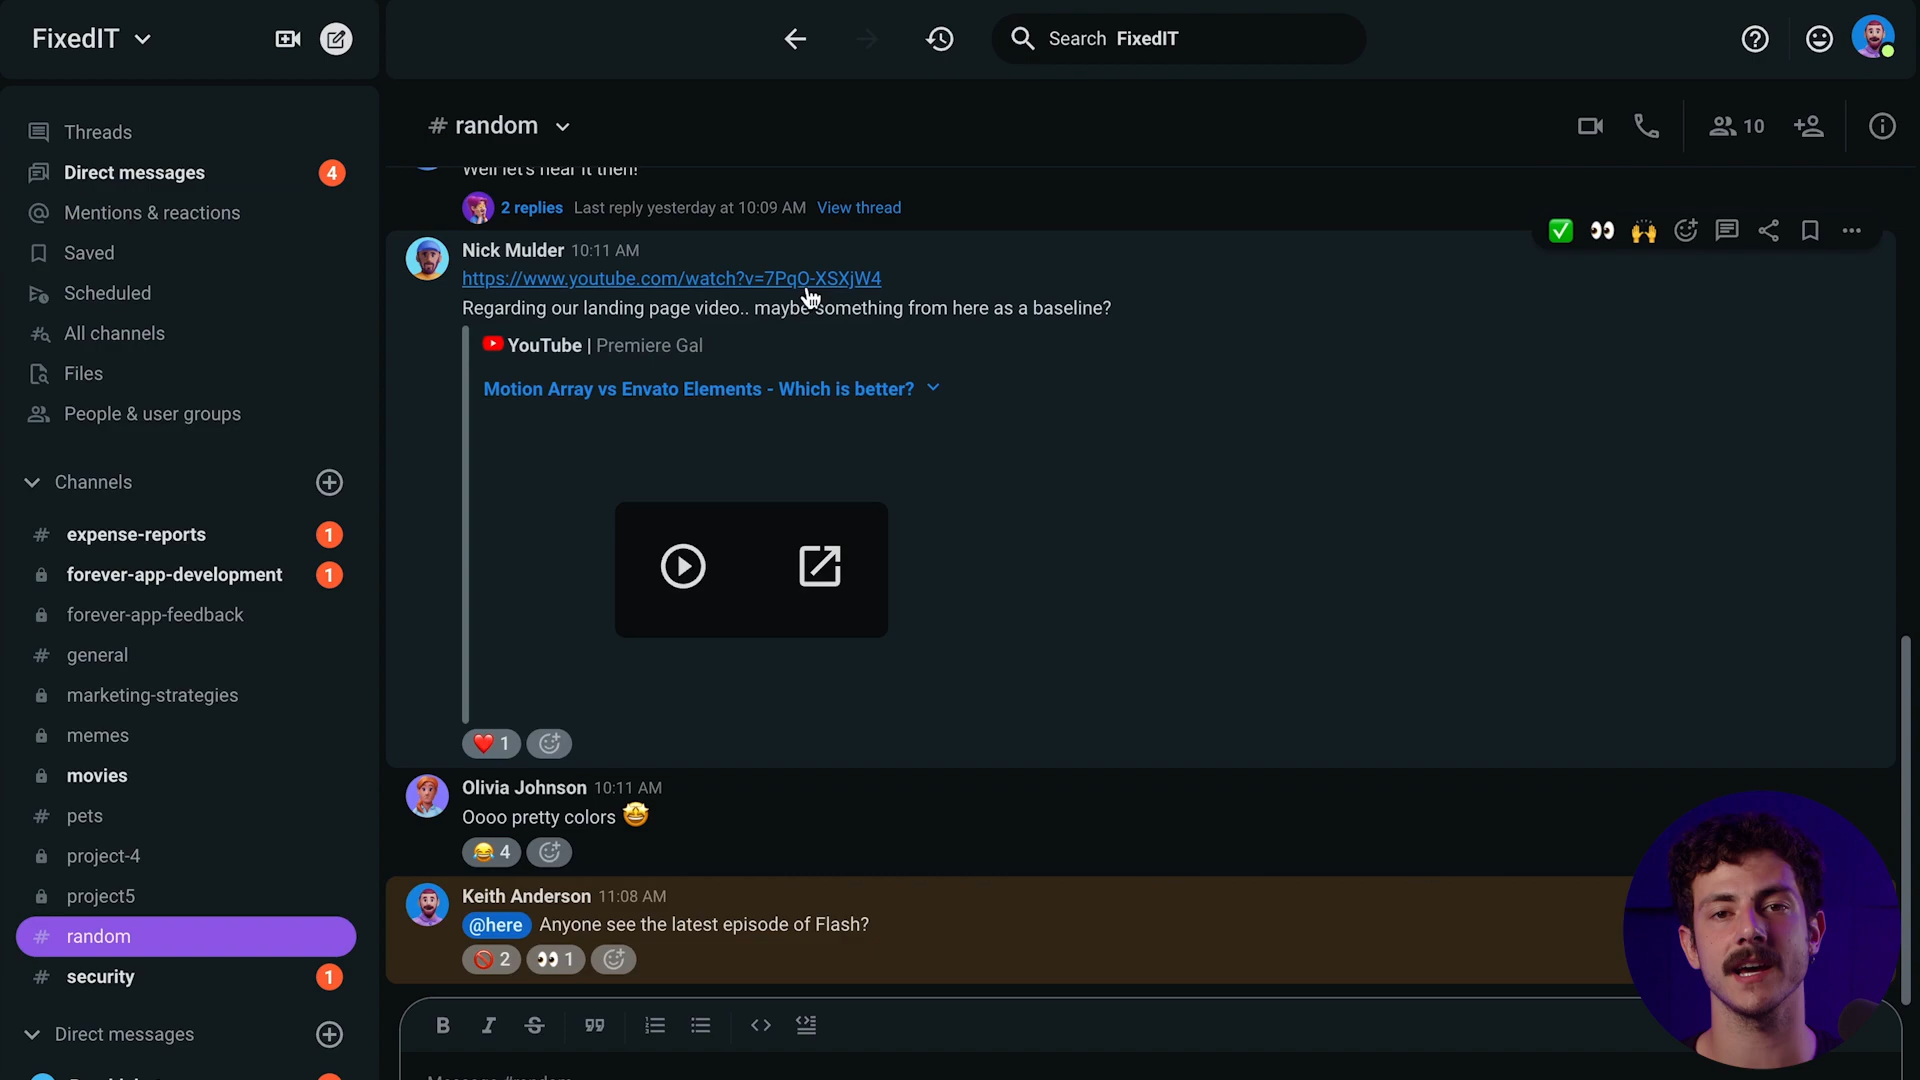 FixedIT
Search FixedIT
Threads
Direct messages 4
Mentions & reactions
Saved
Scheduled
All channels
Files
People & user groups
Channels
# expense-reports 1
forever-app-development 1
forever-app-feedback
# general
marketing-strategies
memes
movies
# pets
project-4
project5
# random
# security 1
Direct messages
# random
10
Well let's hear it then!
2 replies Last reply yesterday at 10:09 AM View thread
Nick Mulder 10:11 AM
https://www.youtube.com/watch?v=7PqO-XSXjW4
Regarding our landing page video.. maybe something from here as a baseline?
YouTube | Premiere Gal
Motion Array vs Envato Elements - Which is better?
1
Olivia Johnson 10:11 AM
Oooo pretty colors 🤩
4
Keith Anderson 11:08 AM
@here Anyone see the latest episode of Flash?
2 1
B I S